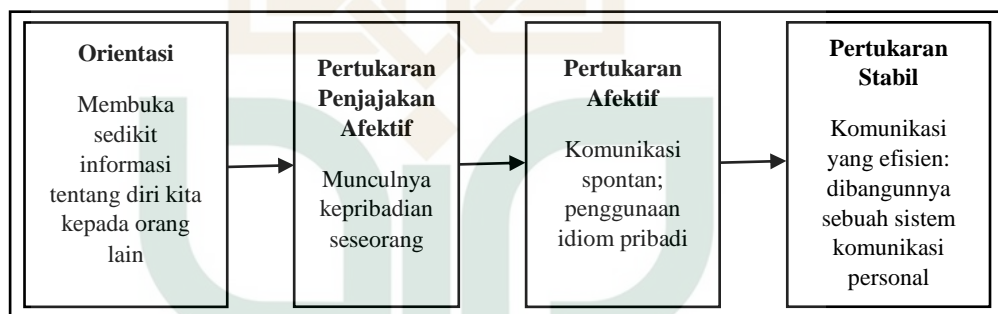 Orientasi
Membuka
sedikit
informasi
tentang diri kita
kepada orang
lain
Pertukaran
Penjajakan
Afektif
Munculnya
kepribadian
seseorang
Pertukaran
Afektif
Komunikasi
spontan;
penggunaan
idiom pribadi
Pertukaran
Stabil
Komunikasi
yang efisien:
dibangunnya
sebuah sistem
komunikasi
personal